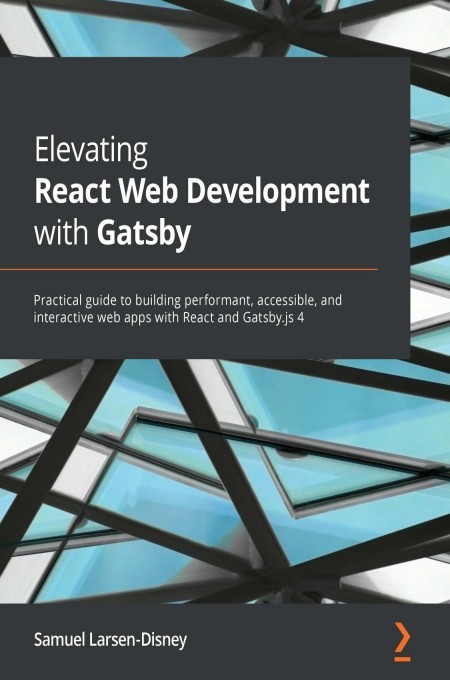 Elevating
React Web Development
with Gatsby
Practical guide to building performant, accessible, and
interactive web apps with React and Gatsby.js 4
Samuel Larsen-Disney